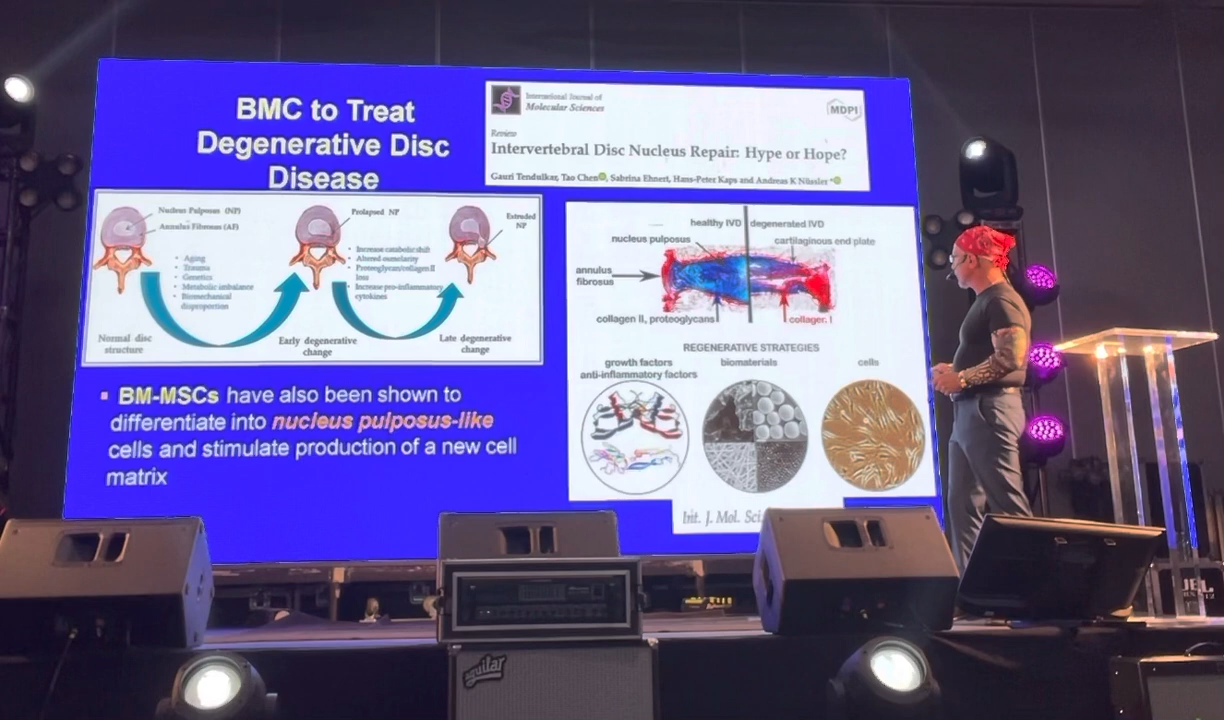 BMC to Treat
Degenerative Disc
Disease
International Journal of
Molecular Sciences
MDPI
Review
Intervertebral Disc Nucleus Repair: Hype or Hope?
Gauri Tendulkar, Tao Chen, Sabrina Ehnert, Hans-Peter Kaps and Andreas K Nüssler *
Nucleus Pulposus (NP)
Annulus Fibrosus (AF)
Prolapsed NP
Extruded
NP
• Aging
• Trauma
• Genetics
• Metabolic imbalance
• Biomechanical
disproportion
• Increase catabolic shift
• Altered osmolarity
• Proteoglycan/collagen II
loss
• Increase pro-inflammatory
cytokines
Normal disc
structure
Early degenerative
change
Late degenerative
change
▪ BM-MSCs have also been shown to
differentiate into nucleus pulposus-like
cells and stimulate production of a new cell
matrix
healthy IVD
degenerated IVD
nucleus pulposus
cartilaginous end plate
annulus
fibrosus
collagen II, proteoglycans
collagen I
REGENERATIVE STRATEGIES
growth factors
anti-inflammatory factors
biomaterials
cells
Int. J. Mol. Sci.
aguilar